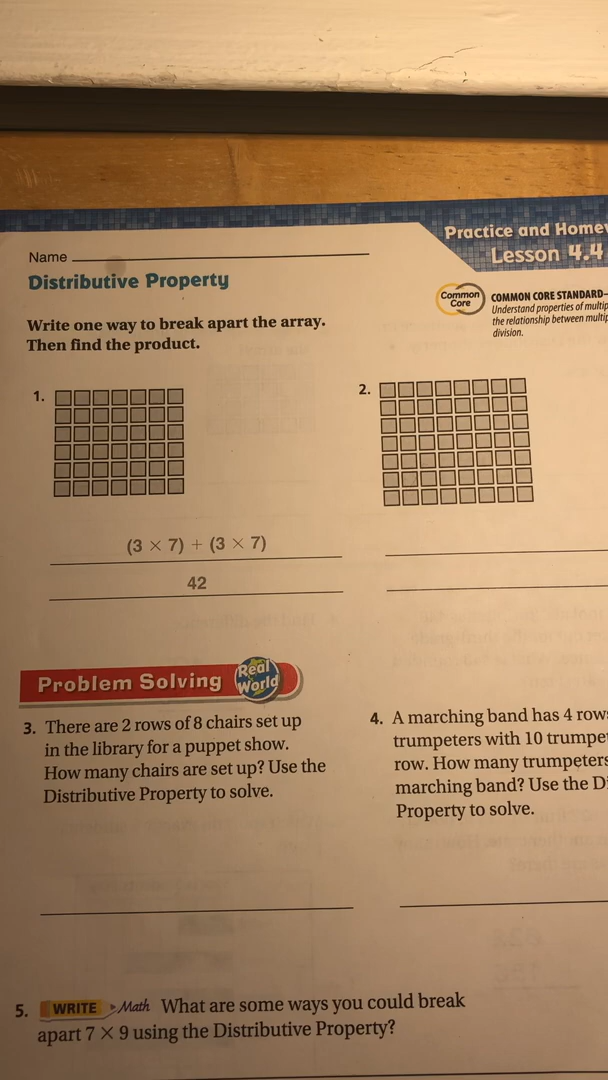 Practice and Home
Lesson 4.4
Name
Distributive Property
Common
Core
COMMON CORE STANDARD—
Understand properties of
the relationship between
division.
Write one way to break apart the array.
Then find the product.
1.
2.
(3 × 7) + (3 × 7)
42
Problem Solving
Real
World
3. There are 2 rows of 8 chairs set up
in the library for a puppet show.
How many chairs are set up? Use the
Distributive Property to solve.
4. A marching band has 4 row
trumpeters with 10
row. How many trumpeters
marching band? Use the
Property to solve.
5. WRITE Math What are some ways you could break
apart 7 × 9 using the Distributive Property?